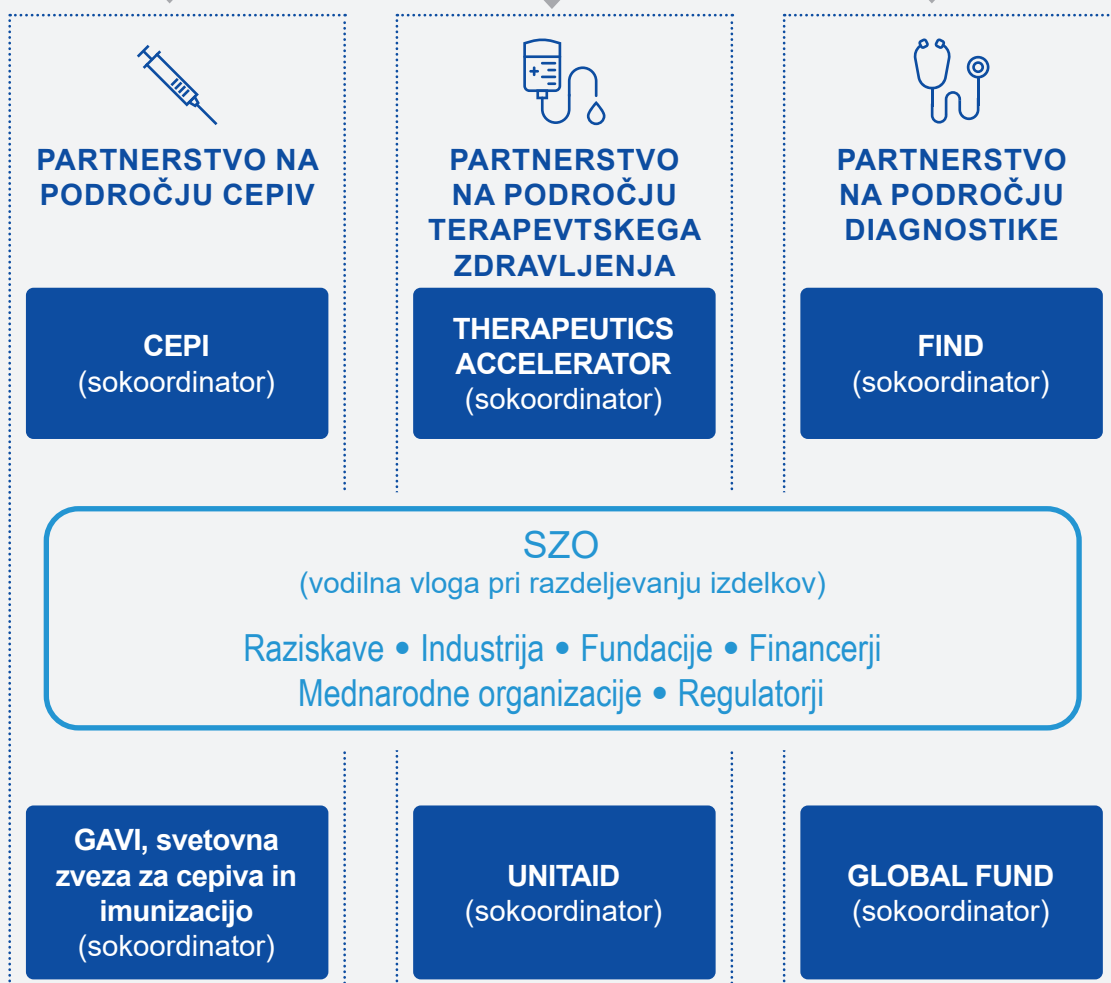 PARTNERSTVO NA
PODROČJU CEPIV
PARTNERSTVO
NA PODROČJU
TERAPEVTSKEGA
ZDRAVLJENJA
PARTNERSTVO
NA PODROČJU
DIAGNOSTIKE
CEPI
(sokoordinator)
THERAPEUTICS
ACCELERATOR
(sokoordinator)
FIND
(sokoordinator)
SZO
(vodilna vloga pri razdeljevanju izdelkov)
Raziskave • Industrija • Fundacije • Financerji
Mednarodne organizacije • Regulatorji
GAVI, svetovna
zveza za cepiva in
imunizacijo
(sokoordinator)
UNITAID
(sokoordinator)
GLOBAL FUND
(sokoordinator)